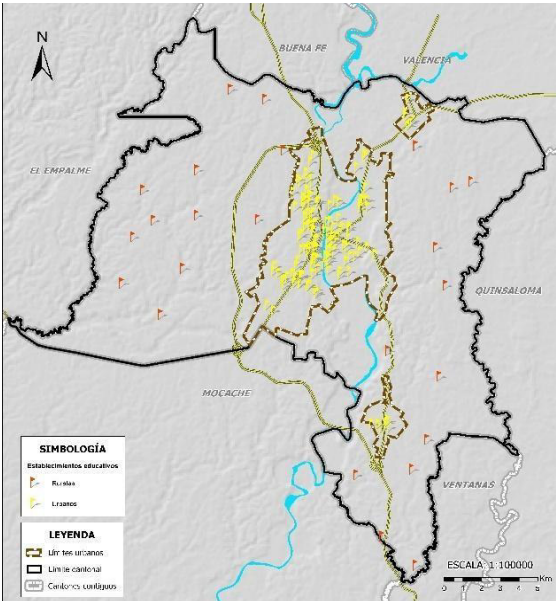 N
BUENA FE
VALENCIA
EL EMPALME
QUINSALOMA
MOCACHE
VENTANAS
SIMBOLOGÍA
Establecimientos educativos
Rurales
Urbanos
LEYENDA
Límites urbanos
Límite cantonal
Cantones contiguos
ESCALA: 1:100000
0 1 2 3 4 5 Km